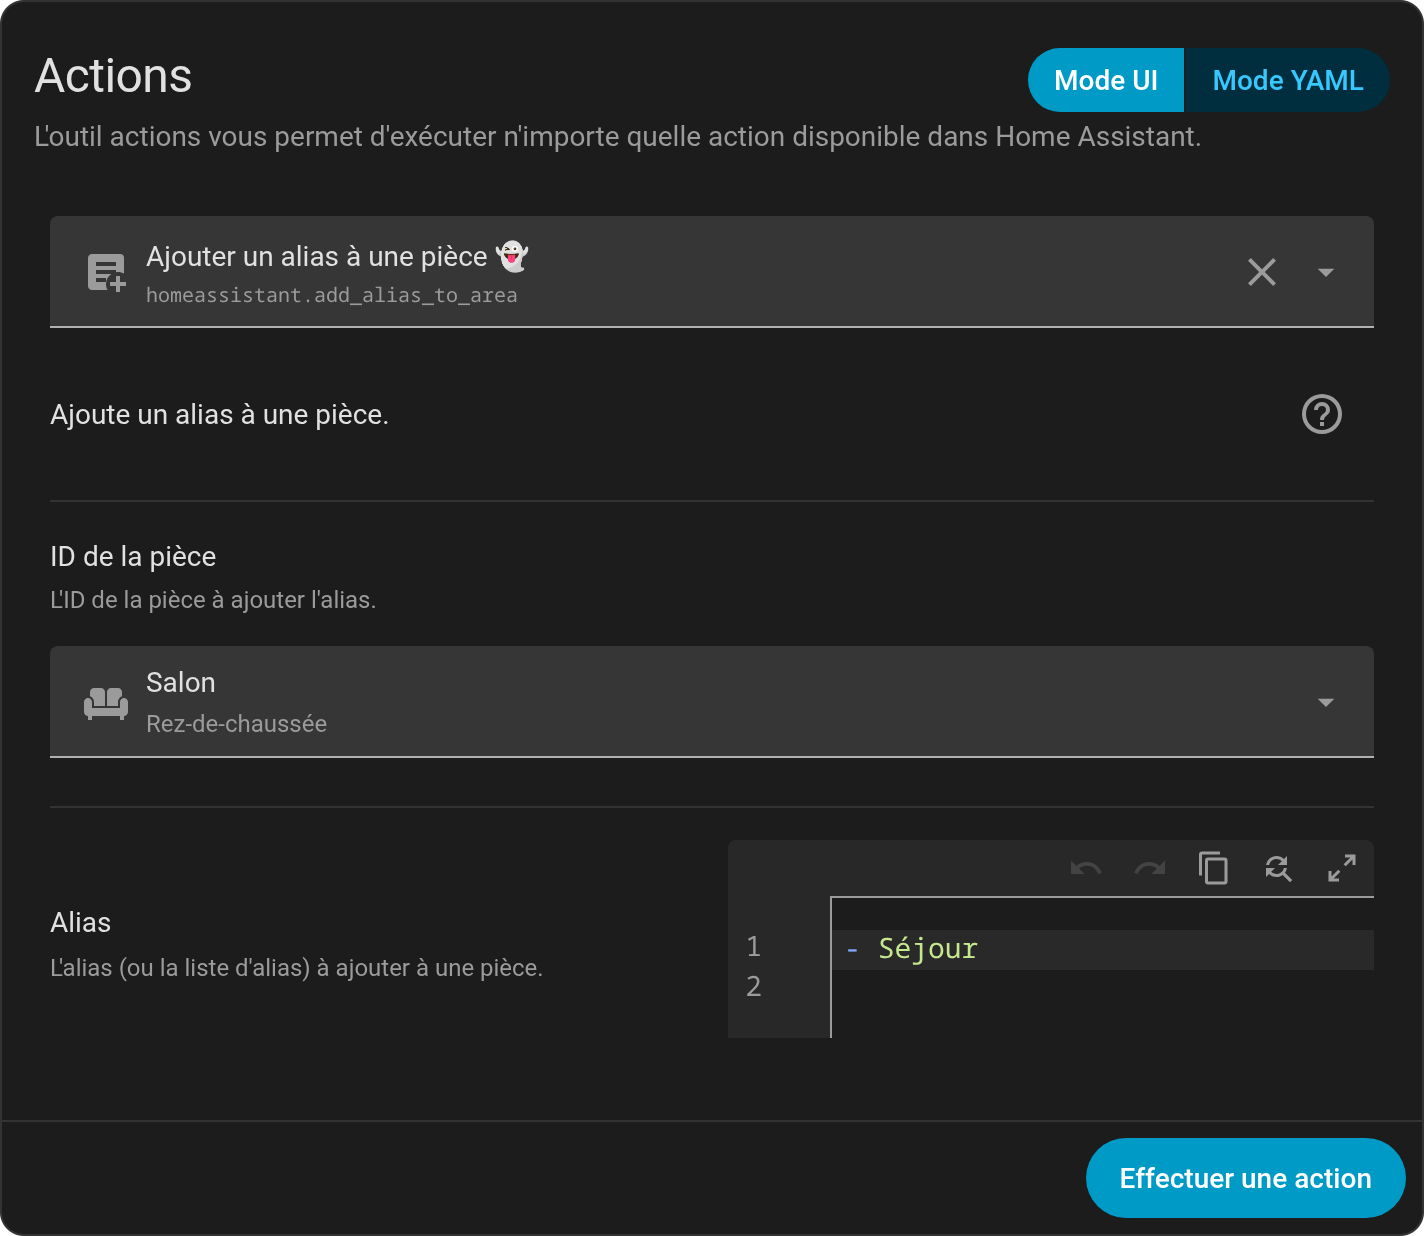 Actions
Mode UI
Mode YAML
L'outil actions vous permet d'exécuter n'importe quelle action disponible dans Home Assistant.
Ajouter un alias à une pièce 👻
homeassistant.add_alias_to_area
Ajoute un alias à une pièce.
ID de la pièce
L'ID de la pièce à ajouter l'alias.
Salon
Rez-de-chaussée
Alias
L'alias (ou la liste d'alias) à ajouter à une pièce.
1 - Séjour
2
Effectuer une action